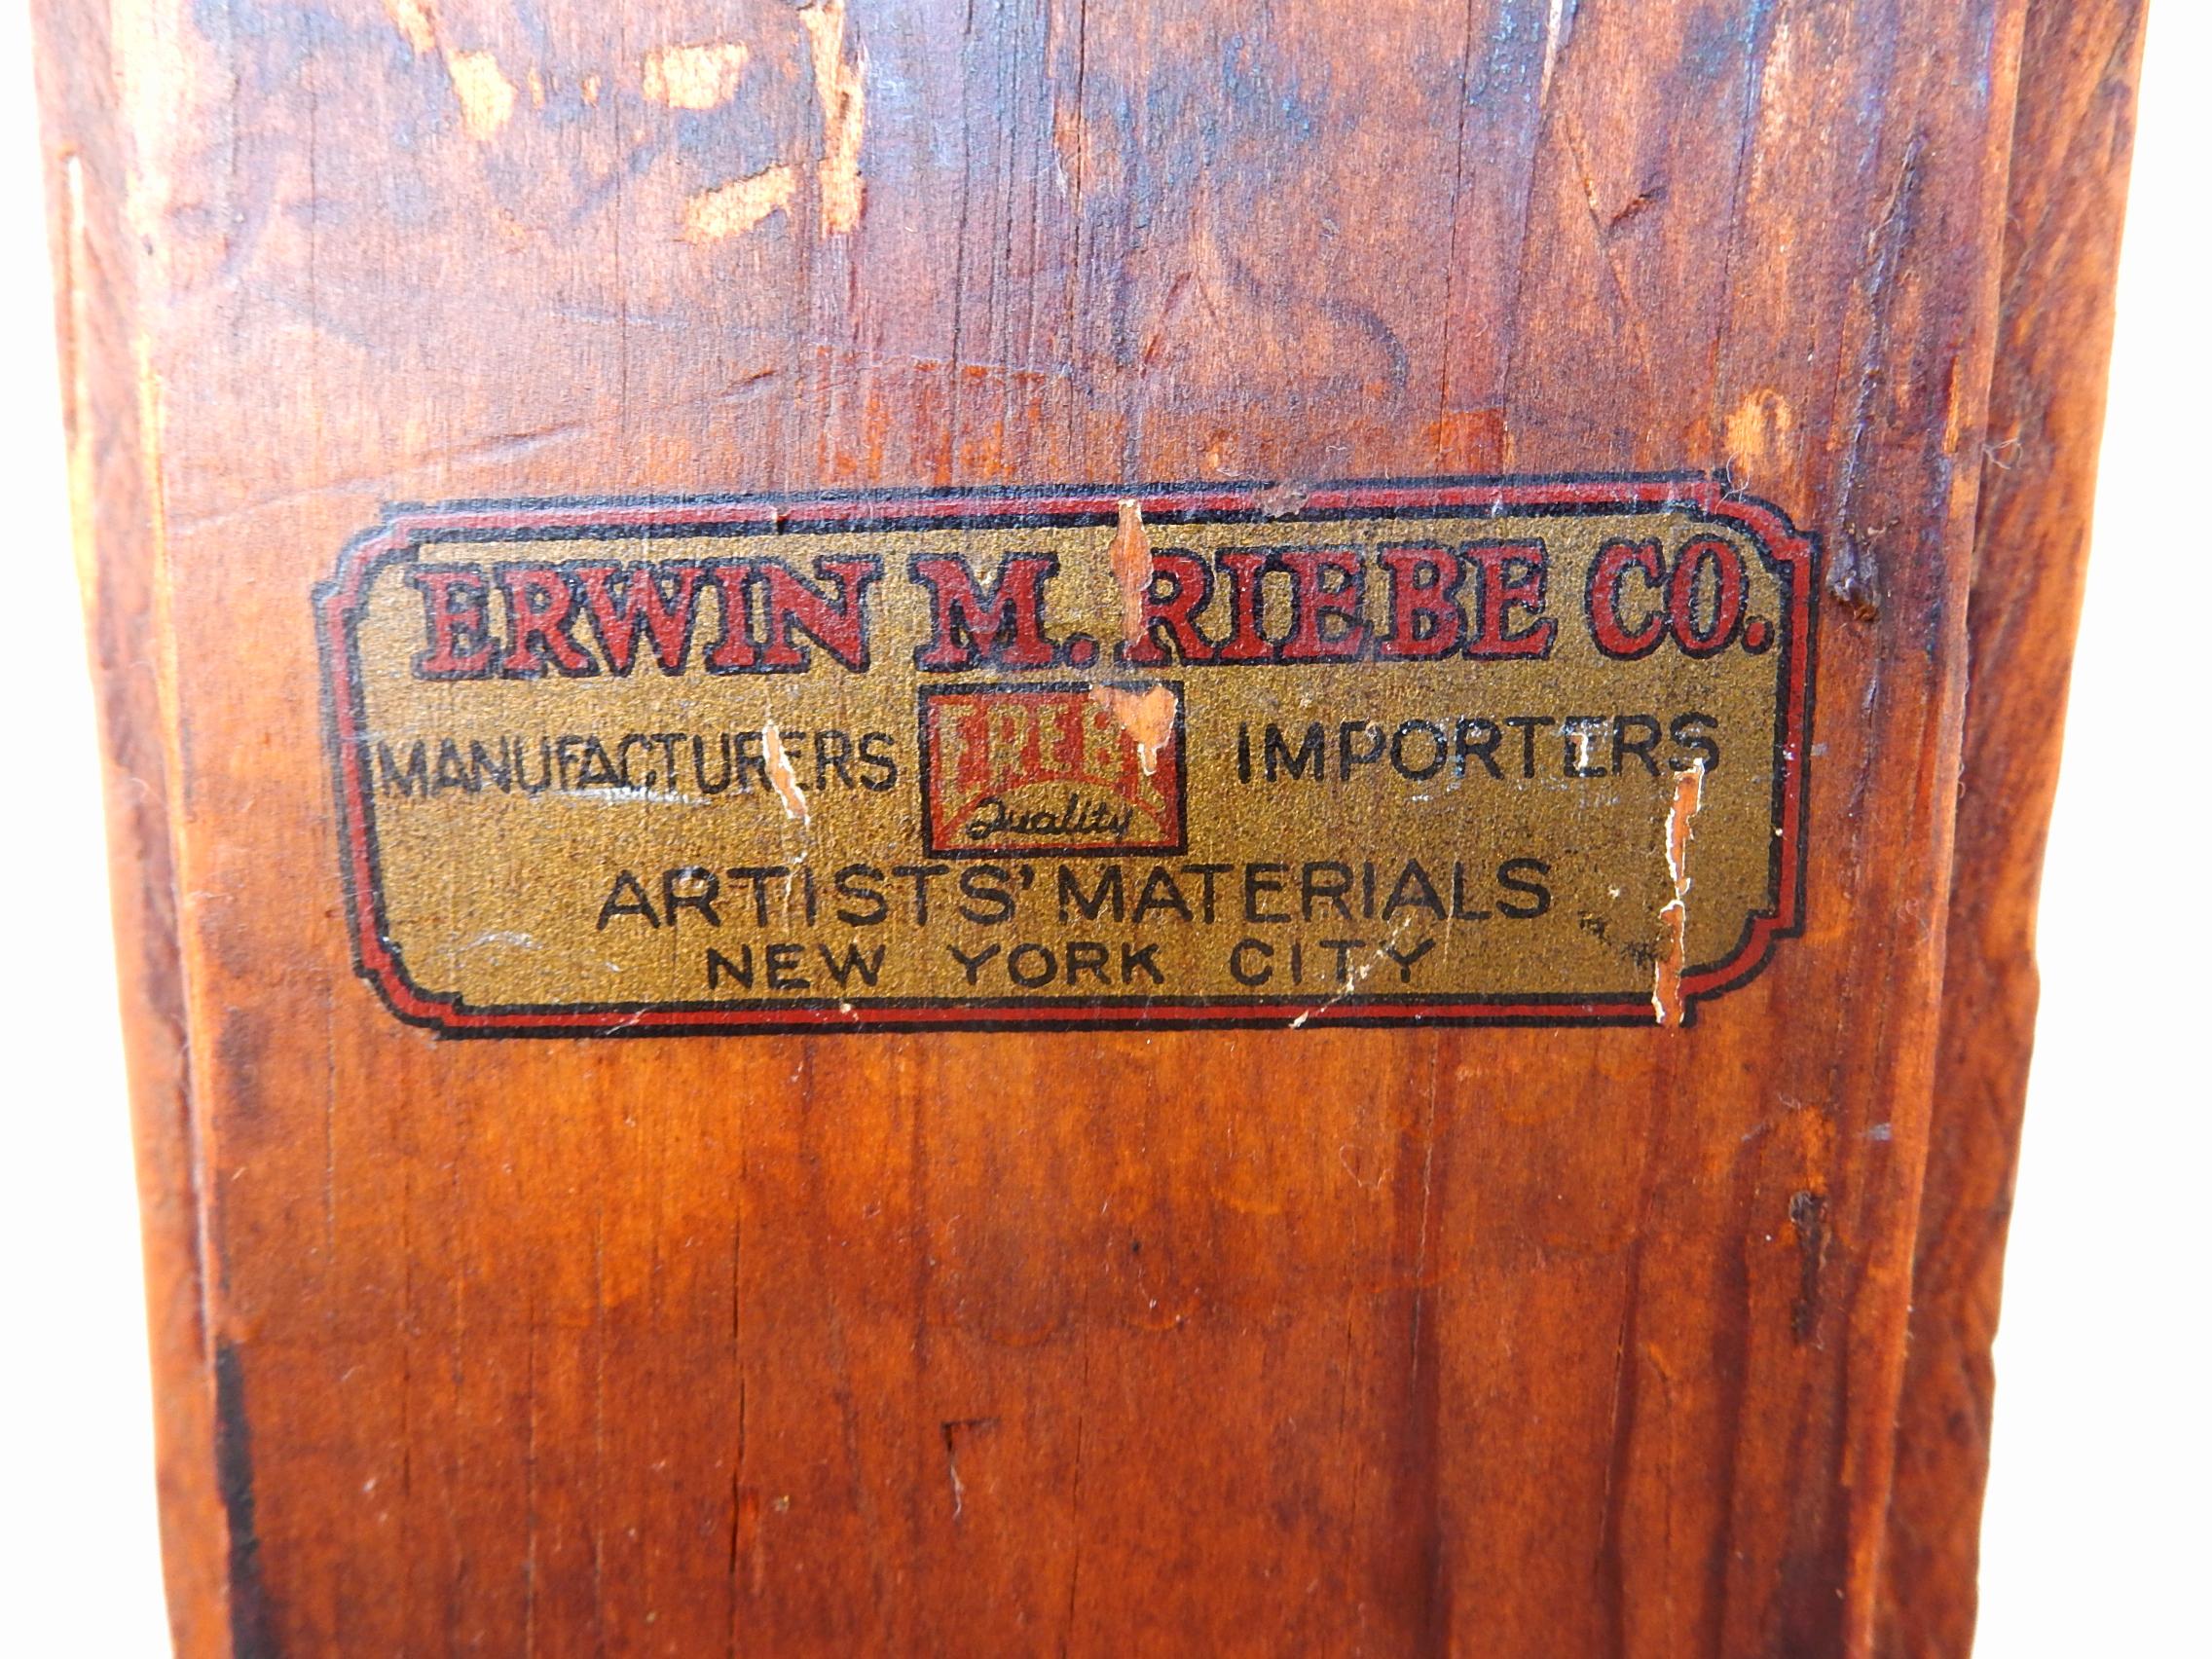 ERWIN M. RIEBE CO.
MANUFACTURERS IMPORTERS
Quality
ARTISTS' MATERIALS
NEW YORK CITY